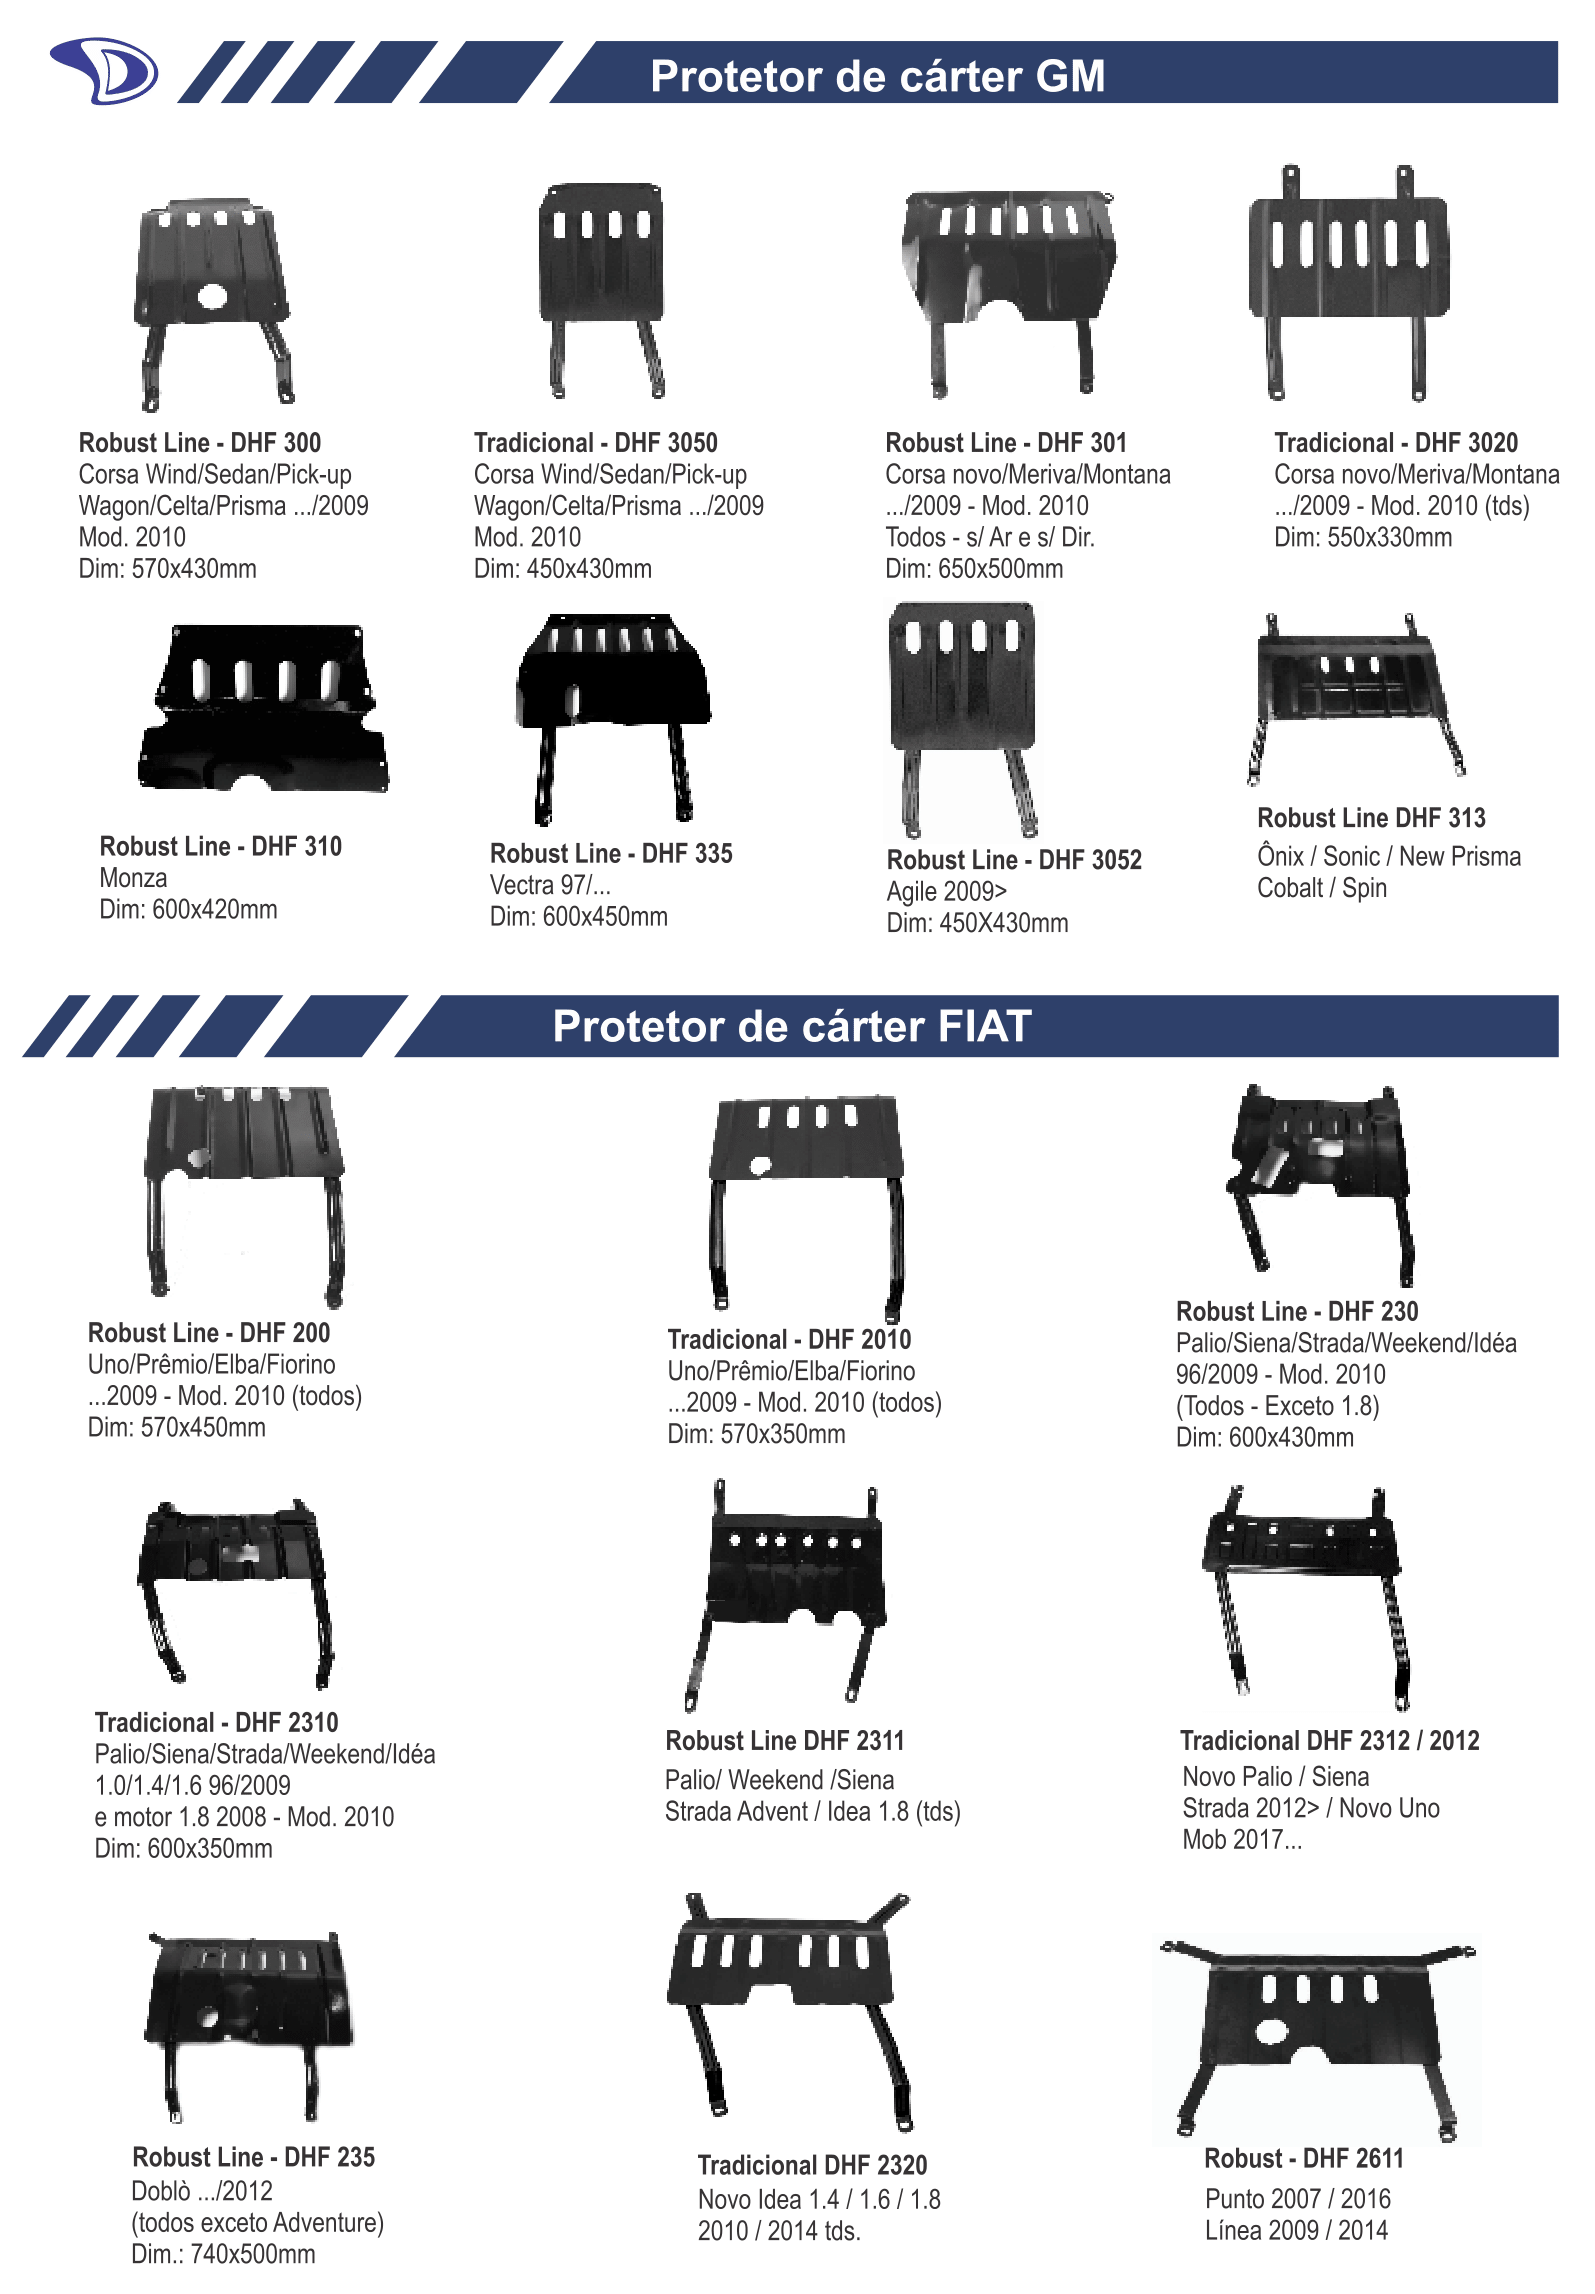 Protetor de cárter GM
Robust Line - DHF 300
Corsa Wind/Sedan/Pick-up
Wagon/Celta/Prisma .../2009
Mod. 2010
Dim: 570x430mm
Tradicional - DHF 3050
Corsa Wind/Sedan/Pick-up
Wagon/Celta/Prisma .../2009
Mod. 2010
Dim: 450x430mm
Robust Line - DHF 301
Corsa novo/Meriva/Montana
.../2009 - Mod. 2010
Todos - s/ Ar e s/ Dir.
Dim: 650x500mm
Tradicional - DHF 3020
Corsa novo/Meriva/Montana
.../2009 - Mod. 2010 (tds)
Dim: 550x330mm
Robust Line - DHF 310
Monza
Dim: 600x420mm
Robust Line - DHF 335
Vectra 97/...
Dim: 600x450mm
Robust Line - DHF 3052
Agile 2009>
Dim: 450X430mm
Robust Line DHF 313
Ônix / Sonic / New Prisma
Cobalt / Spin
Protetor de cárter FIAT
Robust Line - DHF 200
Uno/Prêmio/Elba/Fiorino
...2009 - Mod. 2010 (todos)
Dim: 570x450mm
Tradicional - DHF 2010
Uno/Prêmio/Elba/Fiorino
...2009 - Mod. 2010 (todos)
Dim: 570x350mm
Robust Line - DHF 230
Palio/Siena/Strada/Weekend/Idéa
96/2009 - Mod. 2010
(Todos - Exceto 1.8)
Dim: 600x430mm
Tradicional - DHF 2310
Palio/Siena/Strada/Weekend/Idéa
1.0/1.4/1.6 96/2009
e motor 1.8 2008 - Mod. 2010
Dim: 600x350mm
Robust Line DHF 2311
Palio/ Weekend /Siena
Strada Advent / Idea 1.8 (tds)
Tradicional DHF 2312 / 2012
Novo Palio / Siena
Strada 2012> / Novo Uno
Mob 2017...
Robust Line - DHF 235
Doblò .../2012
(todos exceto Adventure)
Dim.: 740x500mm
Tradicional DHF 2320
Novo Idea 1.4 / 1.6 / 1.8
2010 / 2014 tds.
Robust - DHF 2611
Punto 2007 / 2016
Línea 2009 / 2014